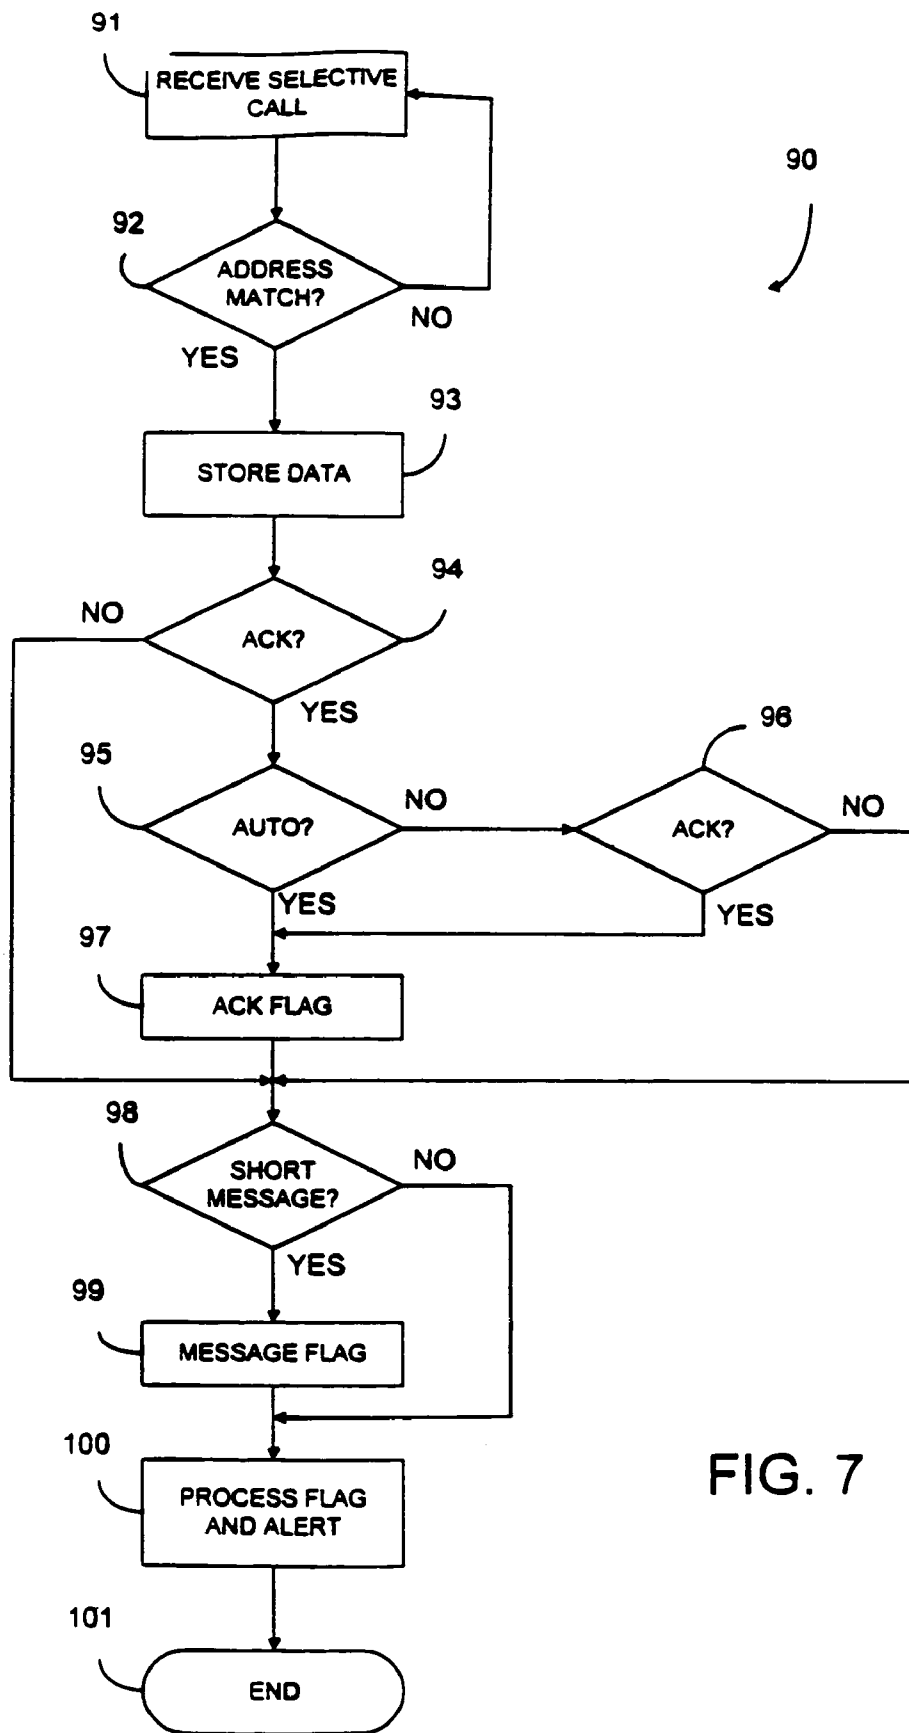 91
RECEIVE SELECTIVE
CALL
90
92
ADDRESS
MATCH?
NO
YES
93
STORE DATA
94
NO
ACK?
YES
96
95
NO
NO
AUTO?
ACK?
YES
YES
97
ACK FLAG
98
SHORT
MESSAGE?
NO
YES
99
MESSAGE FLAG
100
PROCESS FLAG
AND ALERT
FIG. 7
101
END